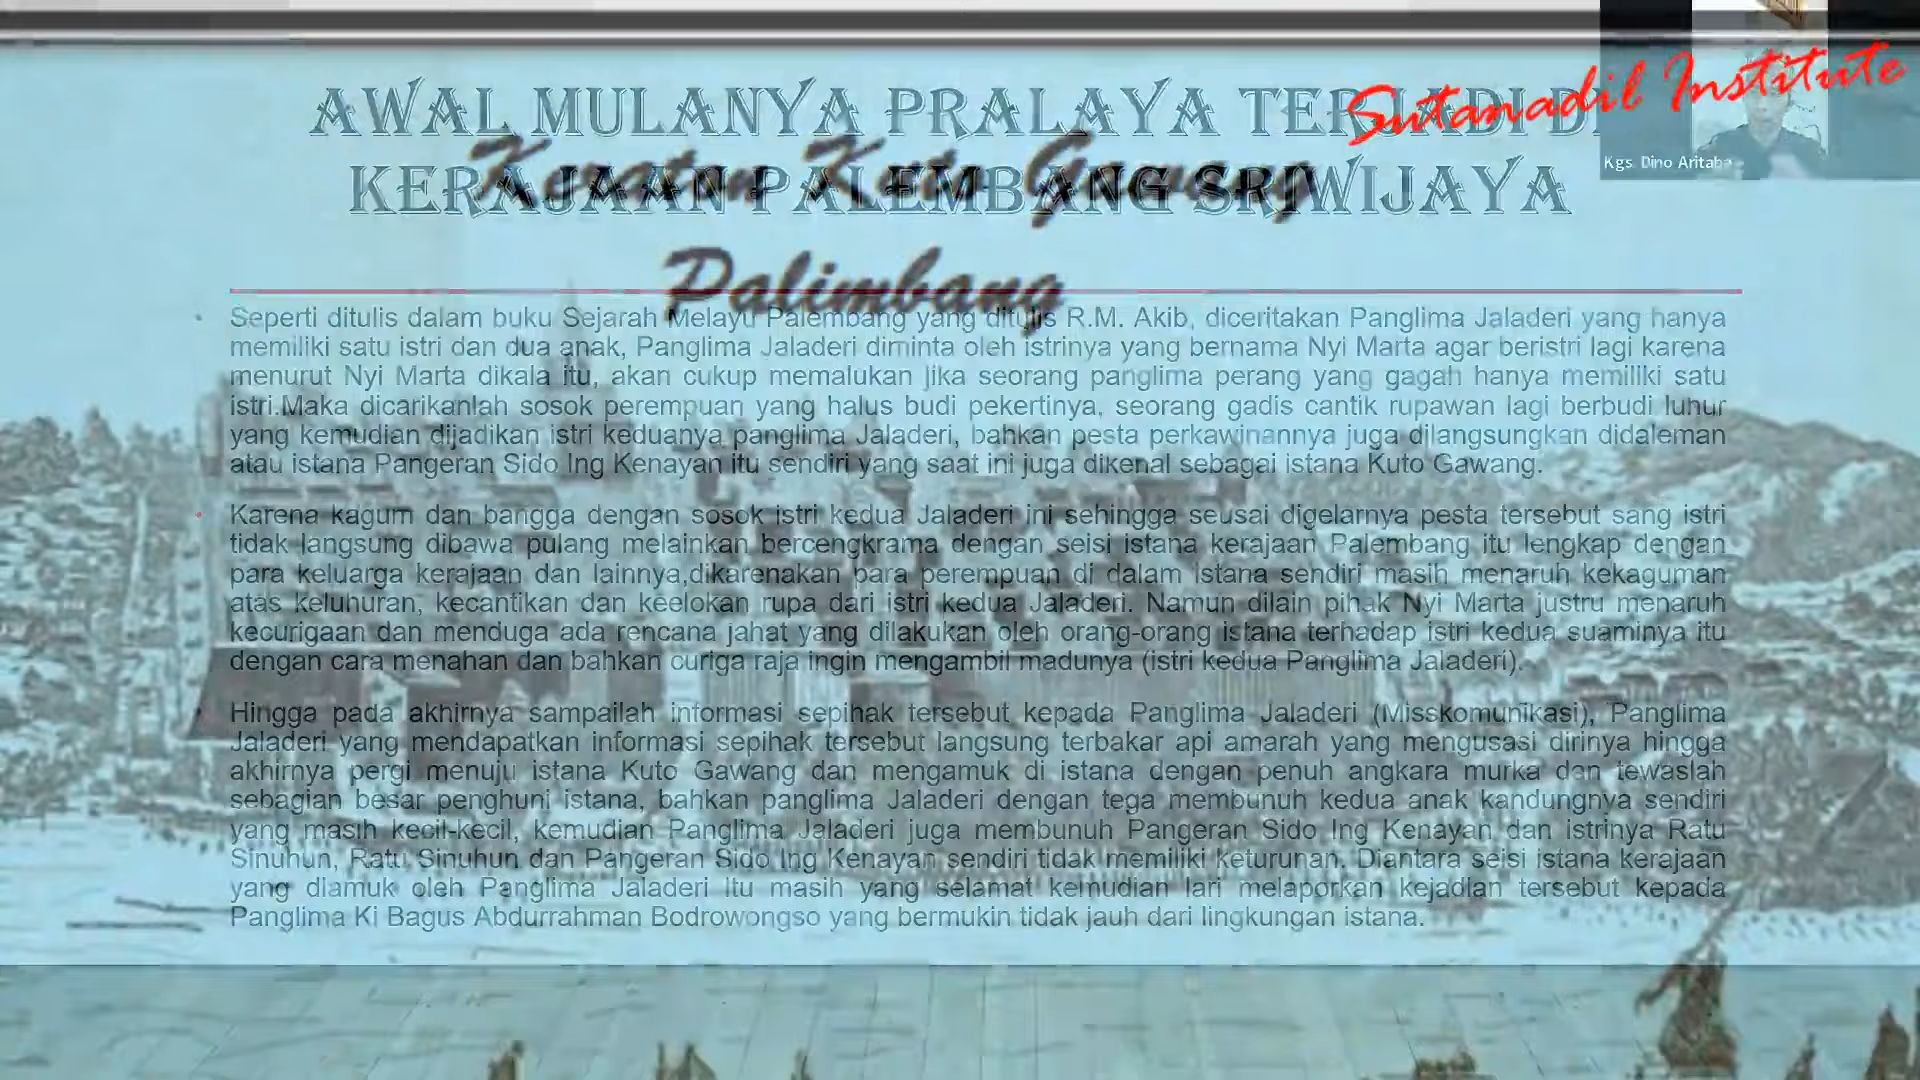 AWAL MULANYA PRALAYA TERJADI DI
KERAJAAN PALEMBANG SRIWIJAYA
Keraton Kuto Gawang
Palimbang
Sutanadil Institute
Kgs. Dino Aritaba
Seperti ditulis dalam buku Sejarah Melayu Palembang yang ditulis R.M. Akib, diceritakan Panglima Jaladeri yang hanya
memiliki satu istri dan dua anak, Panglima Jaladeri diminta oleh istrinya yang bernama Nyi Marta agar beristri lagi karena
menurut Nyi Marta dikala itu, akan cukup memalukan jika seorang panglima perang yang gagah hanya memiliki satu
istri.Maka dicarikanlah sosok perempuan yang halus budi pekertinya, seorang gadis cantik rupawan lagi berbudi luhur
yang kemudian dijadikan istri keduanya panglima Jaladeri, bahkan pesta perkawinannya juga dilangsungkan didaleman
atau istana Pangeran Sido Ing Kenayan itu sendiri yang saat ini juga dikenal sebagai istana Kuto Gawang.
Karena kagum dan bangga dengan sosok istri kedua Jaladeri ini sehingga seusai digelarnya pesta tersebut sang istri
tidak langsung dibawa pulang melainkan bercengkrama dengan seisi istana kerajaan Palembang itu lengkap dengan
para keluarga kerajaan dan lainnya,dikarenakan para perempuan di dalam istana sendiri masih menaruh kekaguman
atas keluhuran, kecantikan dan keelokan rupa dari istri kedua Jaladeri. Namun dilain pihak Nyi Marta justru menaruh
kecurigaan dan menduga ada rencana jahat yang dilakukan oleh orang-orang istana terhadap istri kedua suaminya itu
dengan cara menahan dan bahkan curiga raja ingin mengambil madunya (istri kedua Panglima Jaladeri).
Hingga pada akhirnya sampailah informasi sepihak tersebut kepada Panglima Jaladeri (Misskomunikasi), Panglima
Jaladeri yang mendapatkan informasi sepihak tersebut langsung terbakar api amarah yang mengusasi dirinya hingga
akhirnya pergi menuju istana Kuto Gawang dan mengamuk di istana dengan penuh angkara murka dan tewaslah
sebagian besar penghuni istana, bahkan panglima Jaladeri dengan tega membunuh kedua anak kandungnya sendiri
yang masih kecil-kecil, kemudian Panglima Jaladeri juga membunuh Pangeran Sido Ing Kenayan dan istrinya Ratu
Sinuhun, Ratu Sinuhun dan Pangeran Sido Ing Kenayan sendiri tidak memiliki keturunan. Diantara seisi istana kerajaan
yang diamuk oleh Panglima Jaladeri itu masih yang selamat kemudian lari melaporkan kejadian tersebut kepada
Panglima Ki Bagus Abdurrahman Bodrowongso yang bermukin tidak jauh dari lingkungan istana.